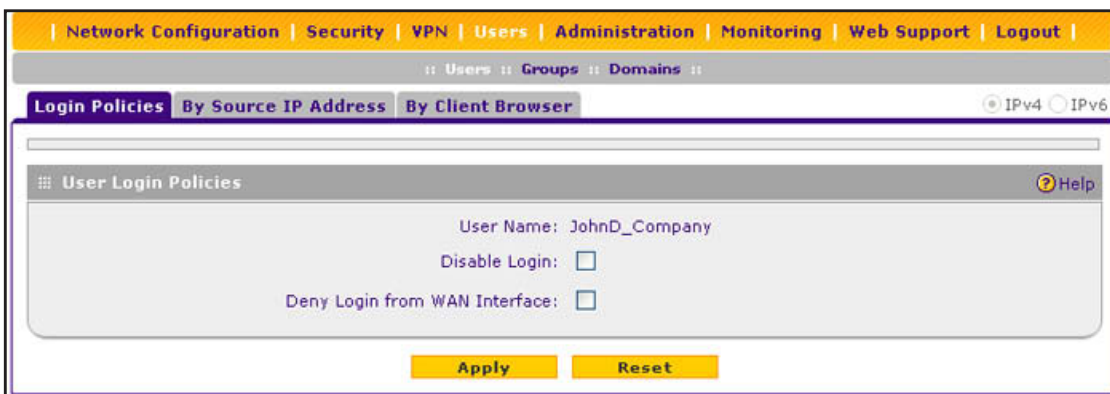 | Network Configuration | Security | VPN | Users | Administration | Monitoring | Web Support | Logout |
:: Users :: Groups :: Domains ::
Login Policies By Source IP Address By Client Browser IPv4 IPv6
User Login Policies ? Help
User Name: JohnD_Company
Disable Login:
Deny Login from WAN Interface:
Apply Reset